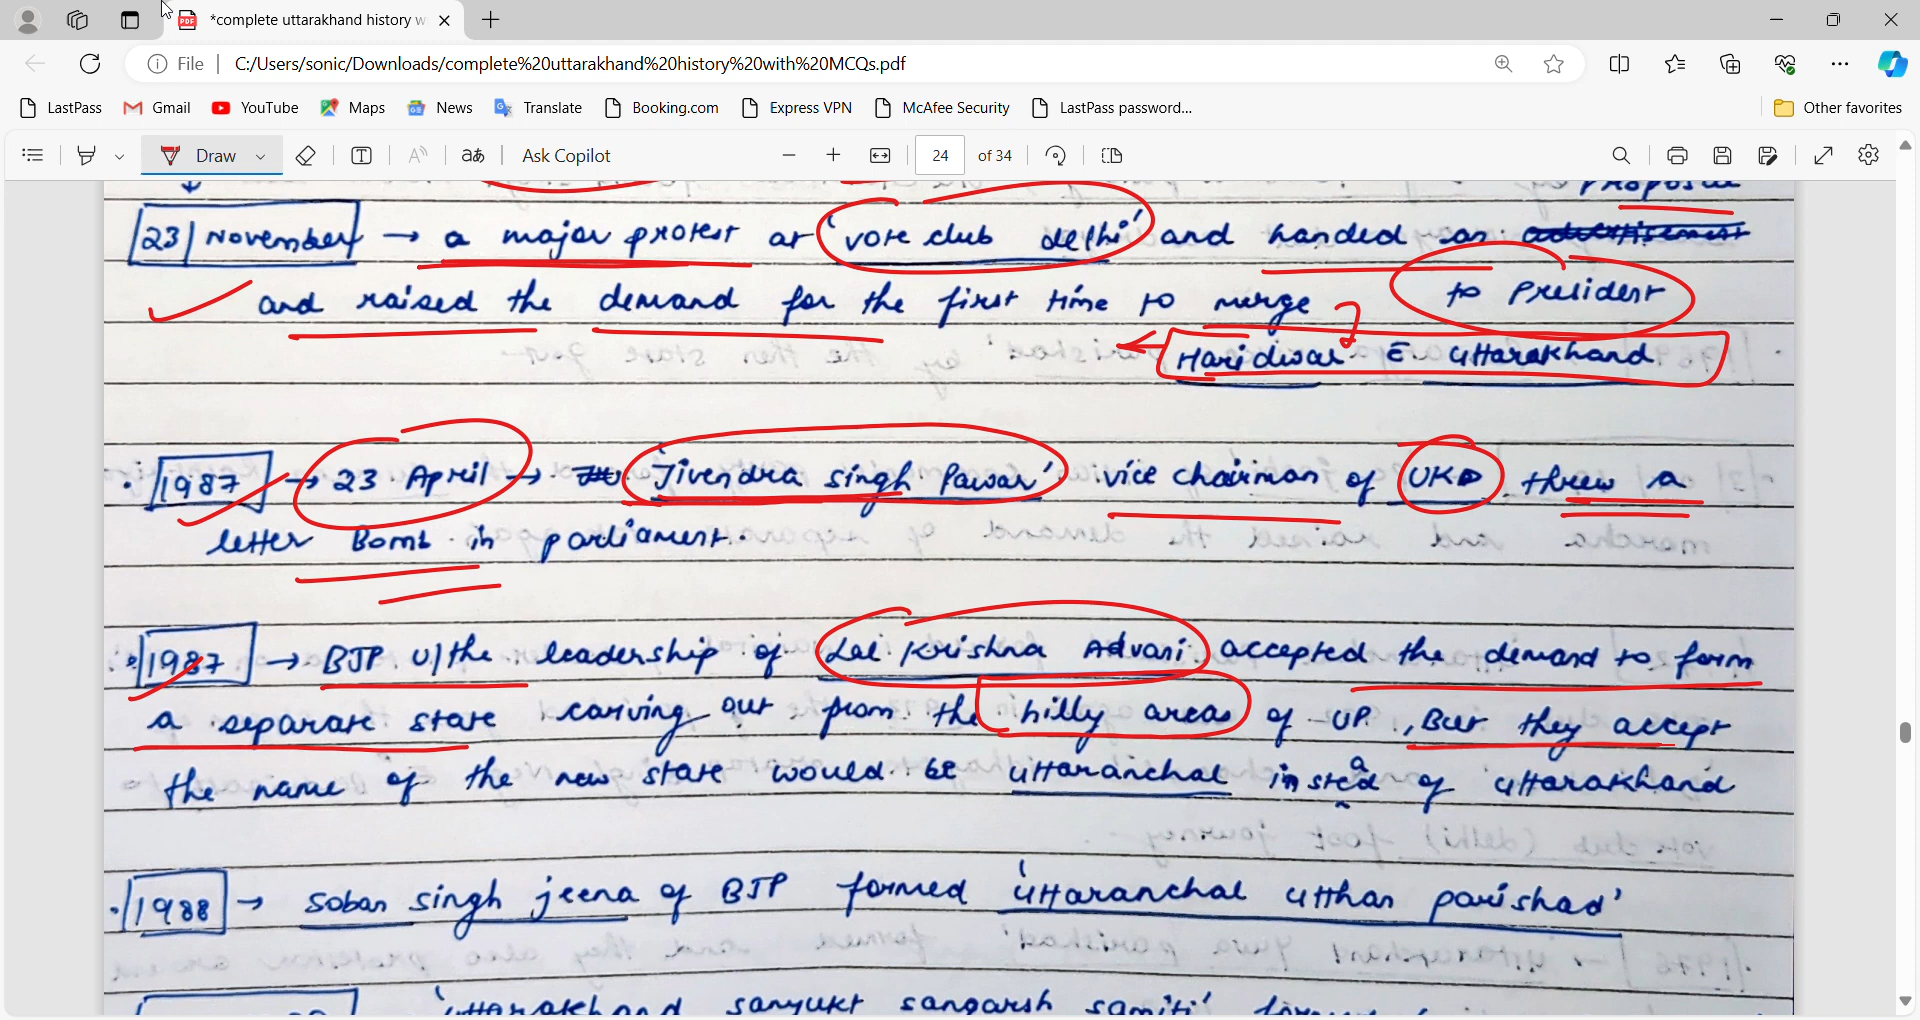 *complete uttarakhand history w
File
C:/Users/sonic/Downloads/complete%20uttarakhand%20history%20with%20MCQs.pdf
LastPass Gmail YouTube Maps News Translate Booking.com Express VPN McAfee Security LastPass password... Other favorites
Draw Ask Copilot 24 of 34
23 November → a major protest at 'vote club delhi' and handed an advertisement
to President
and raised the demand for the first time to merge
Haridwar c̄ Uttarakhand
1987 → 23 April → 'Jivendra singh Pawar' vice chairman of UKD threw a
letter Bomb in parliament.
1987 → BJP u/the leadership of Lal Krishna Advani accepted the demand to form
a separate state carving out from the hilly areas of UP., But they accept
the name of the new state would be uttaranchal instead of uttarakhand
1988 → Soban singh jeena of BJP formed 'uttaranchal utthan parishad'
'uttarakhand sanyukt sangarsh samiti'